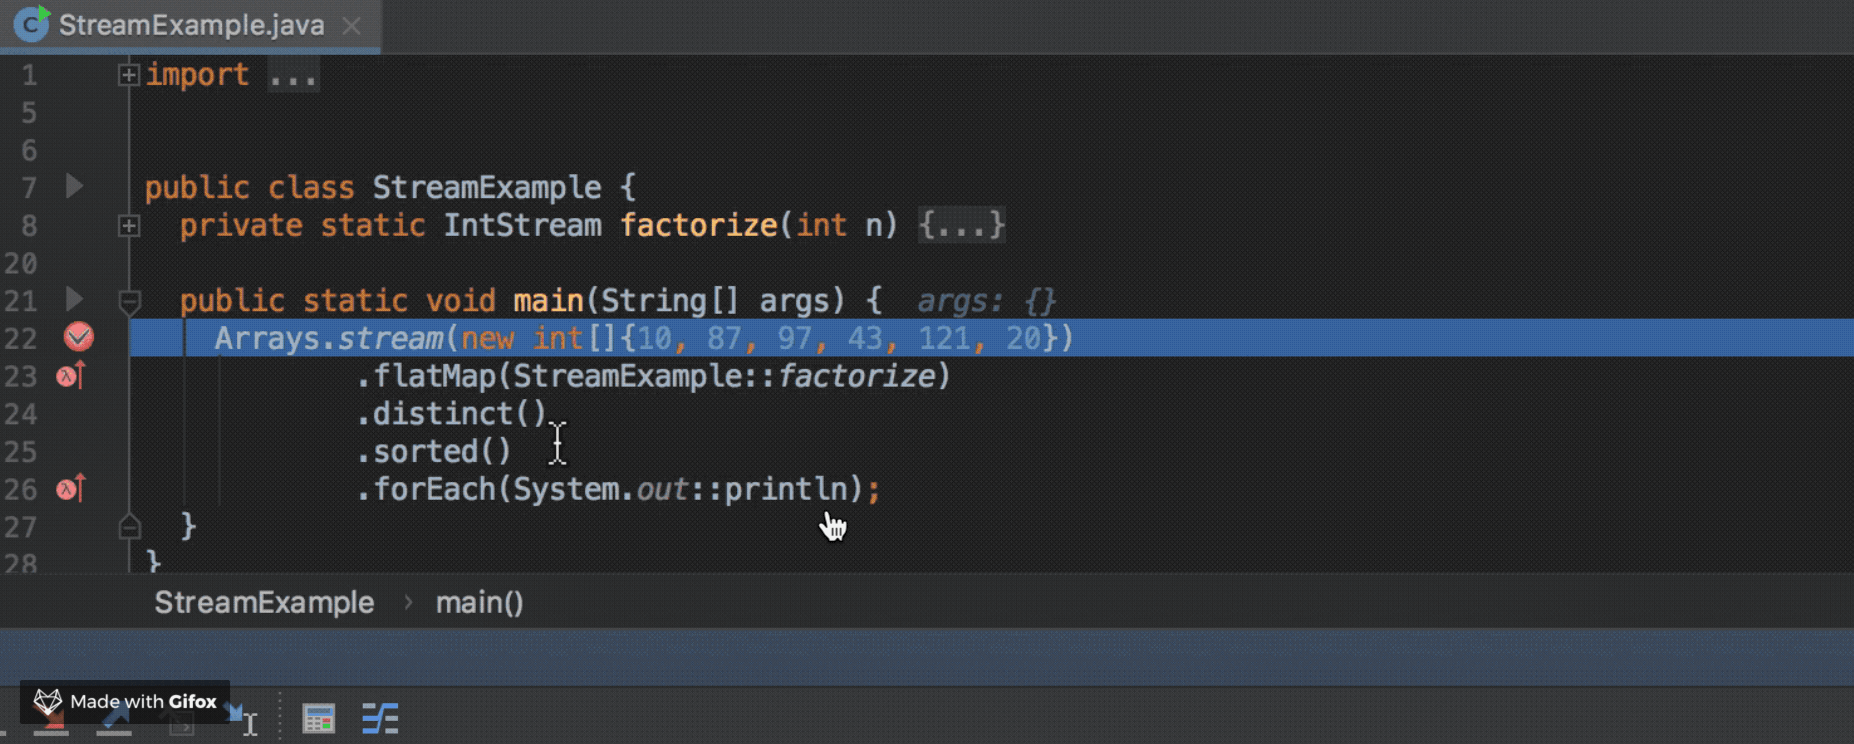 StreamExample.java
1 import ...
5
6
7 public class StreamExample {
8 private static IntStream factorize(int n) {...}
20
21 public static void main(String[] args) { args: {}
22 Arrays.stream(new int[]{10, 87, 97, 43, 121, 20})
23 .flatMap(StreamExample::factorize)
24 .distinct()
25 .sorted()
26 .forEach(System.out::println);
27 }
28 }
StreamExample › main()
Made with Gifox